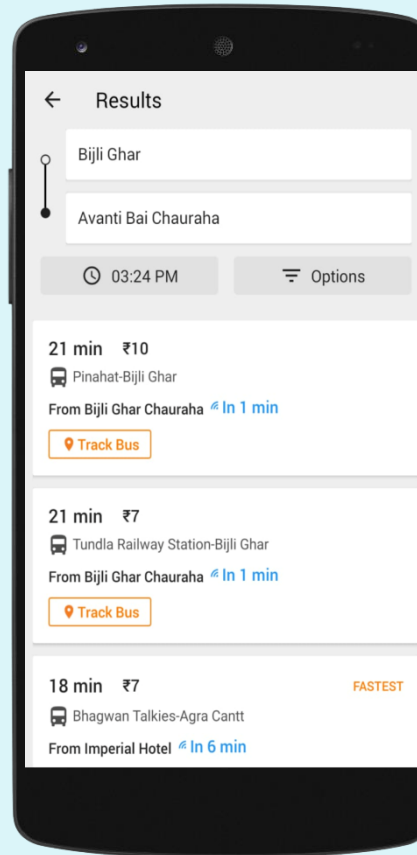 Results
Bijli Ghar
Avanti Bai Chauraha
03:24 PM
Options
21 min ₹10
Pinahat-Bijli Ghar
From Bijli Ghar Chauraha In 1 min
Track Bus
21 min ₹7
Tundla Railway Station-Bijli Ghar
From Bijli Ghar Chauraha In 1 min
Track Bus
18 min ₹7 FASTEST
Bhagwan Talkies-Agra Cantt
From Imperial Hotel In 6 min